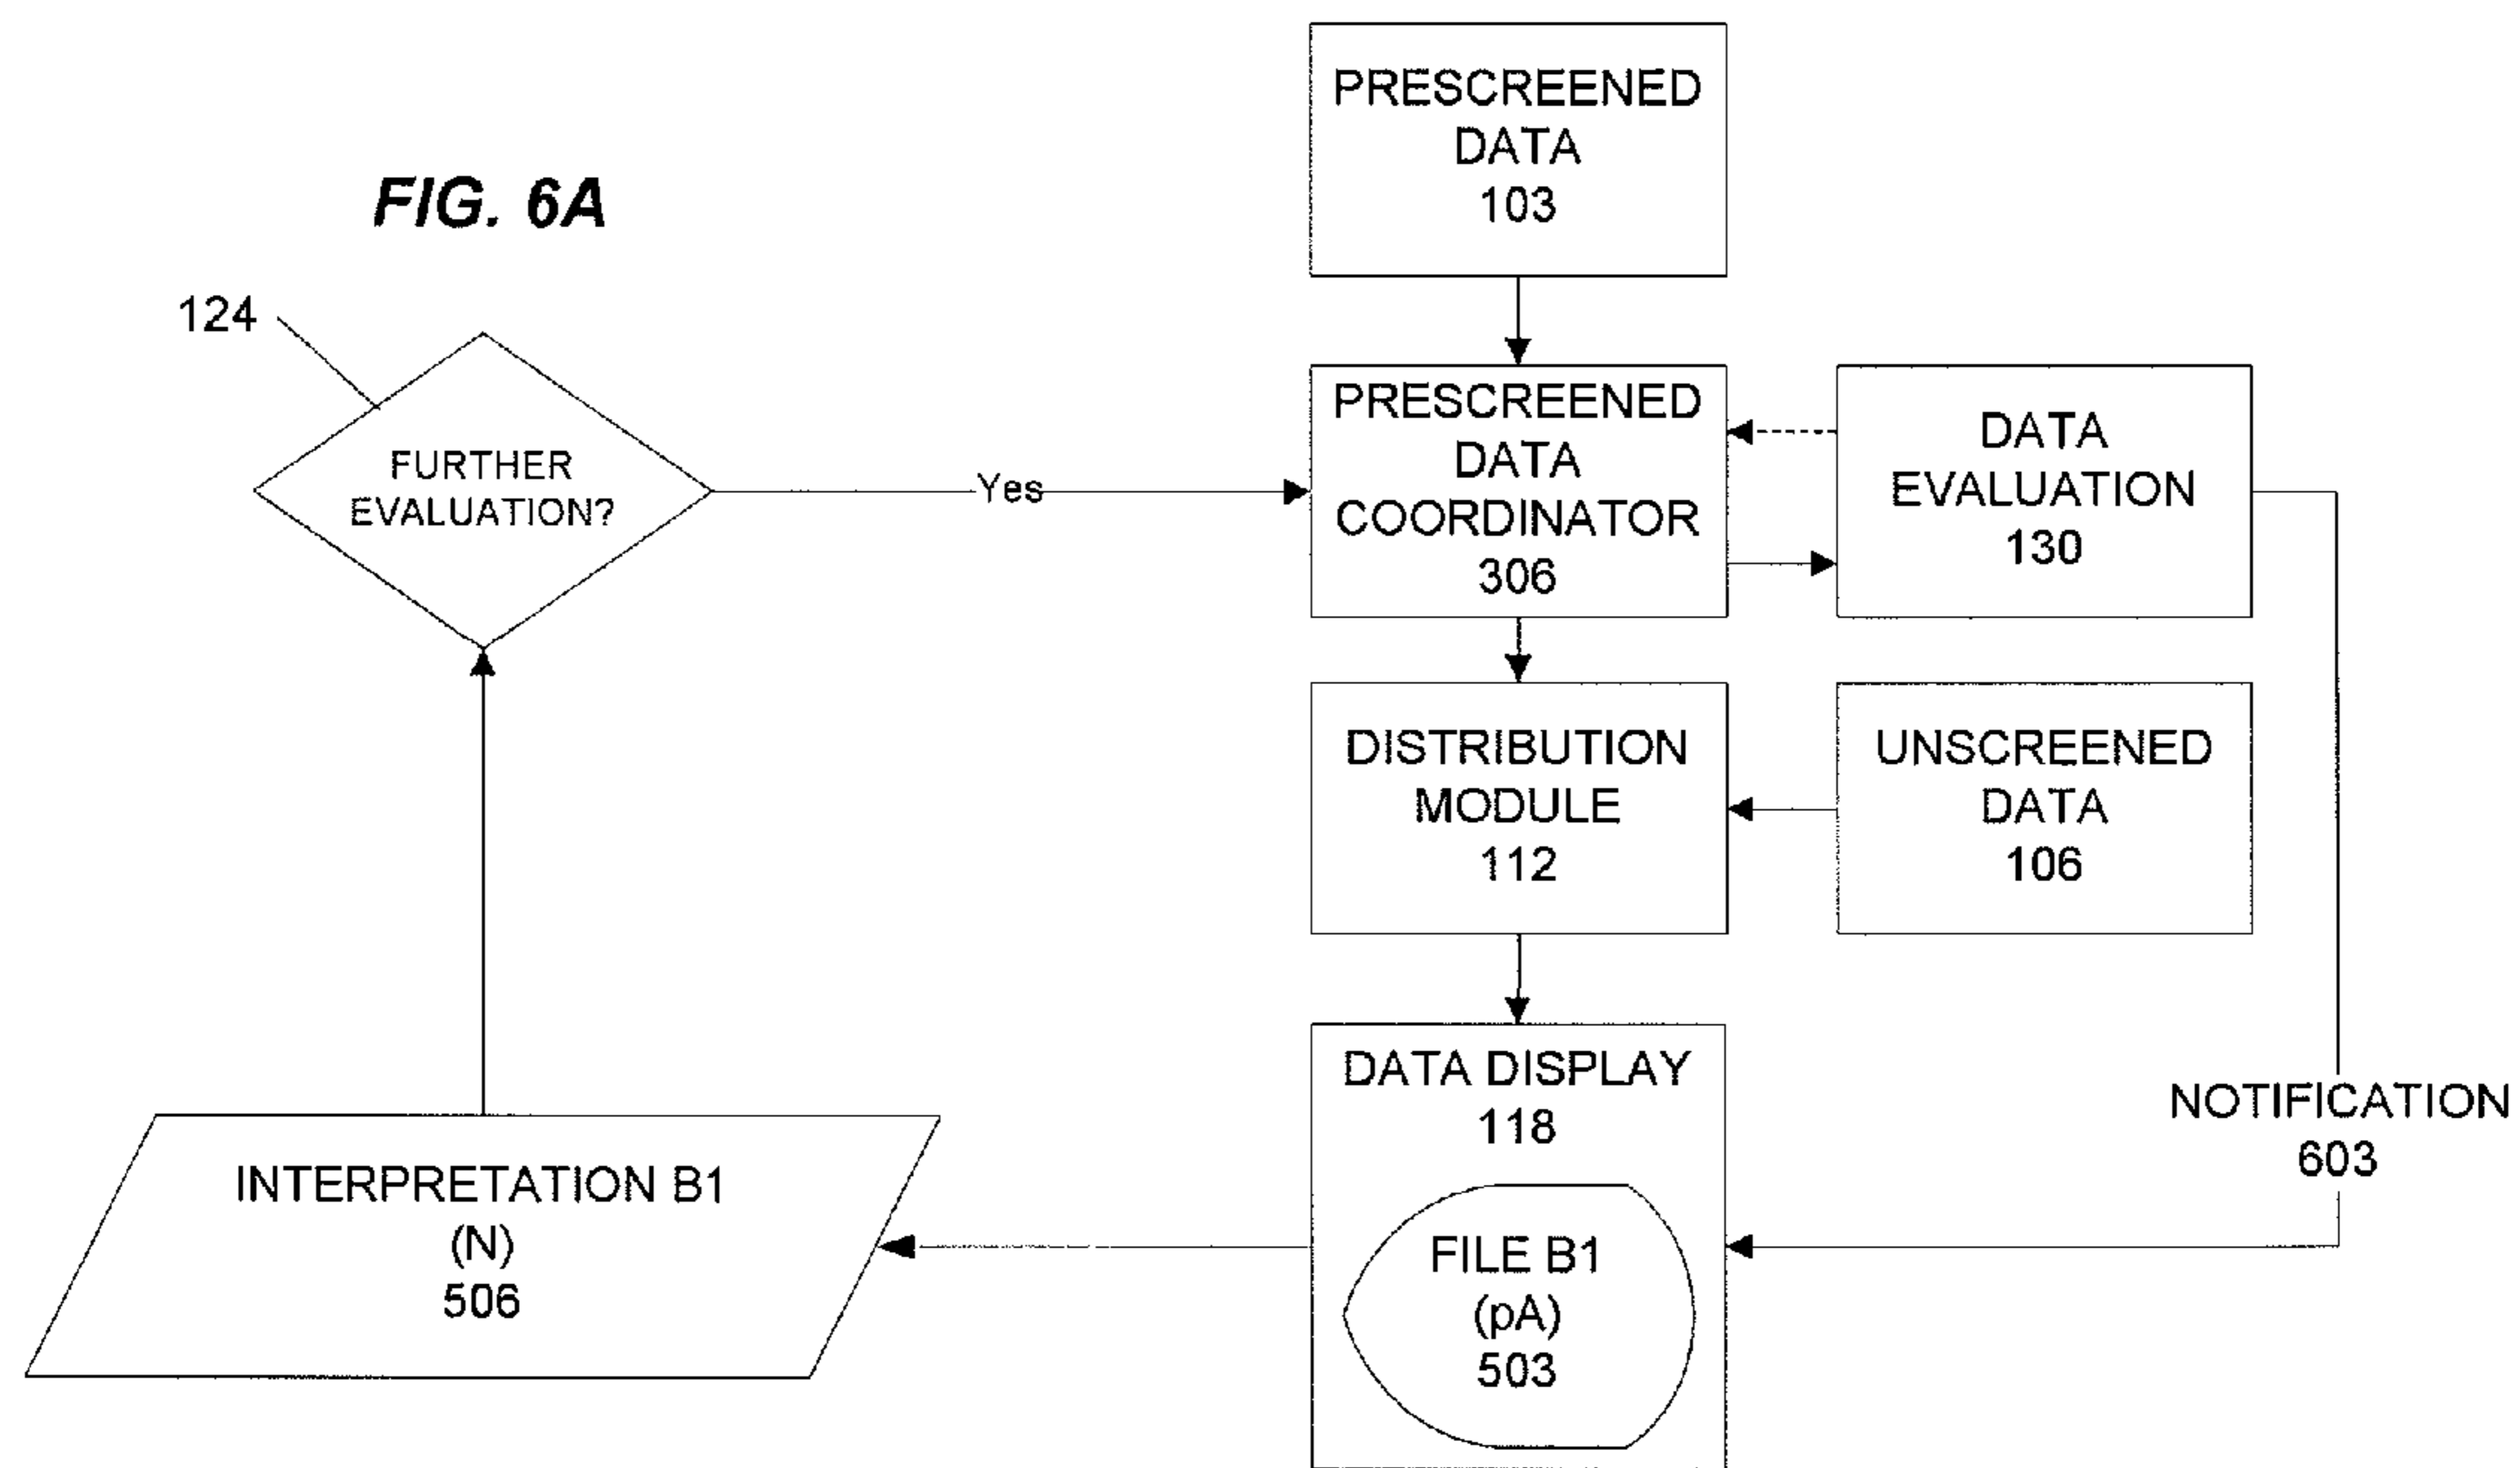 FIG. 6A
PRESCREENED
DATA
103
124
FURTHER
EVALUATION?
Yes
PRESCREENED
DATA
COORDINATOR
306
DATA
EVALUATION
130
DISTRIBUTION
MODULE
112
UNSCREENED
DATA
106
DATA DISPLAY
118
NOTIFICATION
603
INTERPRETATION B1
(N)
506
FILE B1
(pA)
503